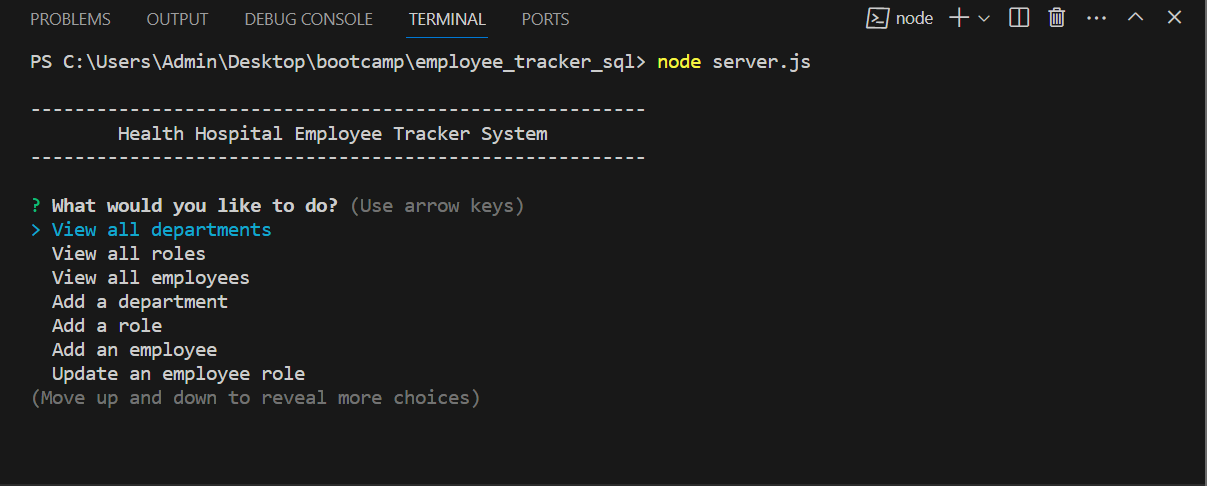 PROBLEMS OUTPUT DEBUG CONSOLE TERMINAL PORTS node
PS C:\Users\Admin\Desktop\bootcamp\employee_tracker_sql> node server.js
--------------------------------------------------------
Health Hospital Employee Tracker System
--------------------------------------------------------
? What would you like to do? (Use arrow keys)
> View all departments
View all roles
View all employees
Add a department
Add a role
Add an employee
Update an employee role
(Move up and down to reveal more choices)